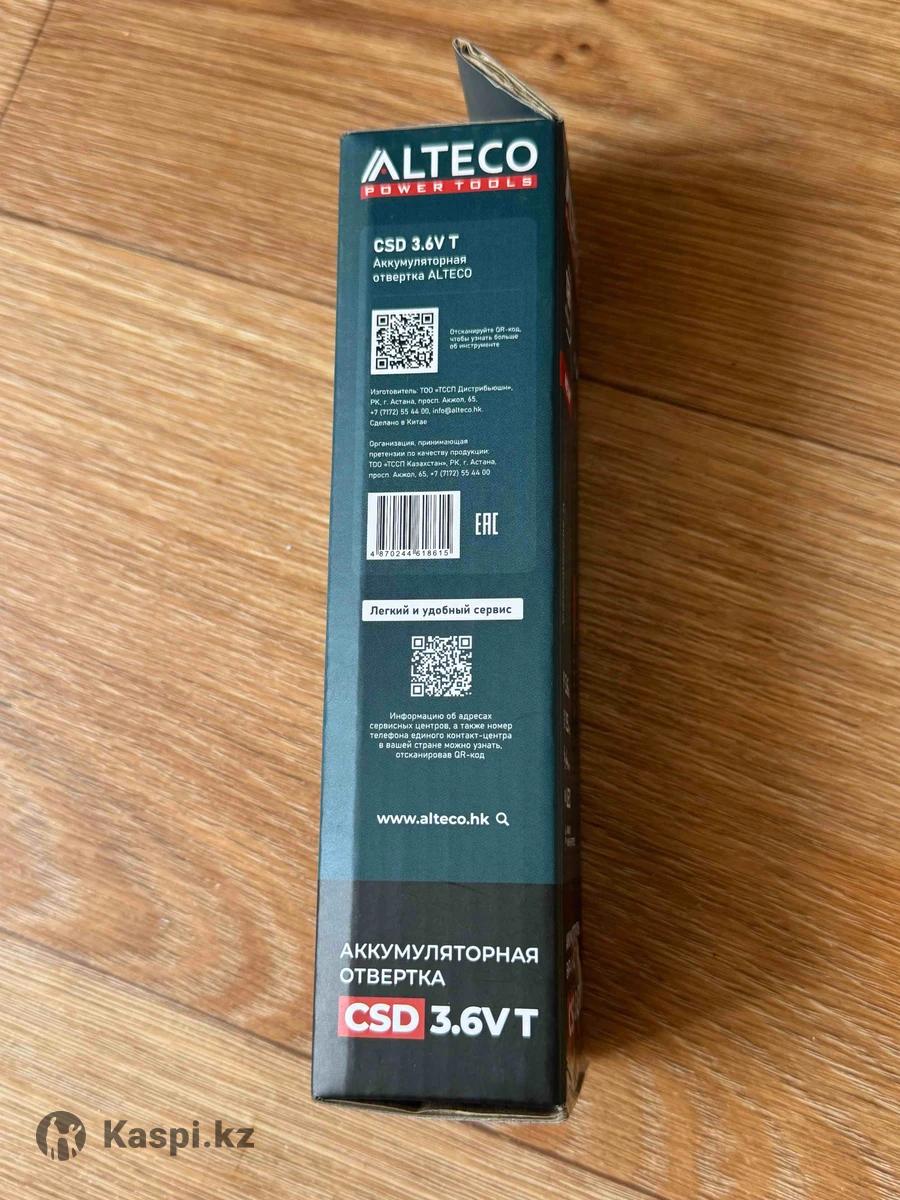 ALTECO
POWER TOOLS
CSD 3.6V T
Аккумуляторная
отвертка ALTECO
Отсканируйте QR-код,
чтобы узнать больше
об инструменте
Изготовитель: ТОО «ТССП Дистрибьюшн»,
РК, г. Астана, просп. Акжол, 65,
+7 (7172) 55 44 00, info@alteco.hk
Сделано в Китае
Организация, принимающая
претензии по качеству продукции:
ТОО «ТССП Казахстан», РК, г. Астана,
просп. Акжол, 65, +7 (7172) 55 44 00
4 870244 618615
EAC
Легкий и удобный сервис
Информацию об адресах
сервисных центров, а также номер
телефона единого контакт-центра
в вашей стране можно узнать,
отсканировав QR-код
www.alteco.hk
АККУМУЛЯТОРНАЯ
ОТВЕРТКА
CSD 3.6V T
Kaspi.kz